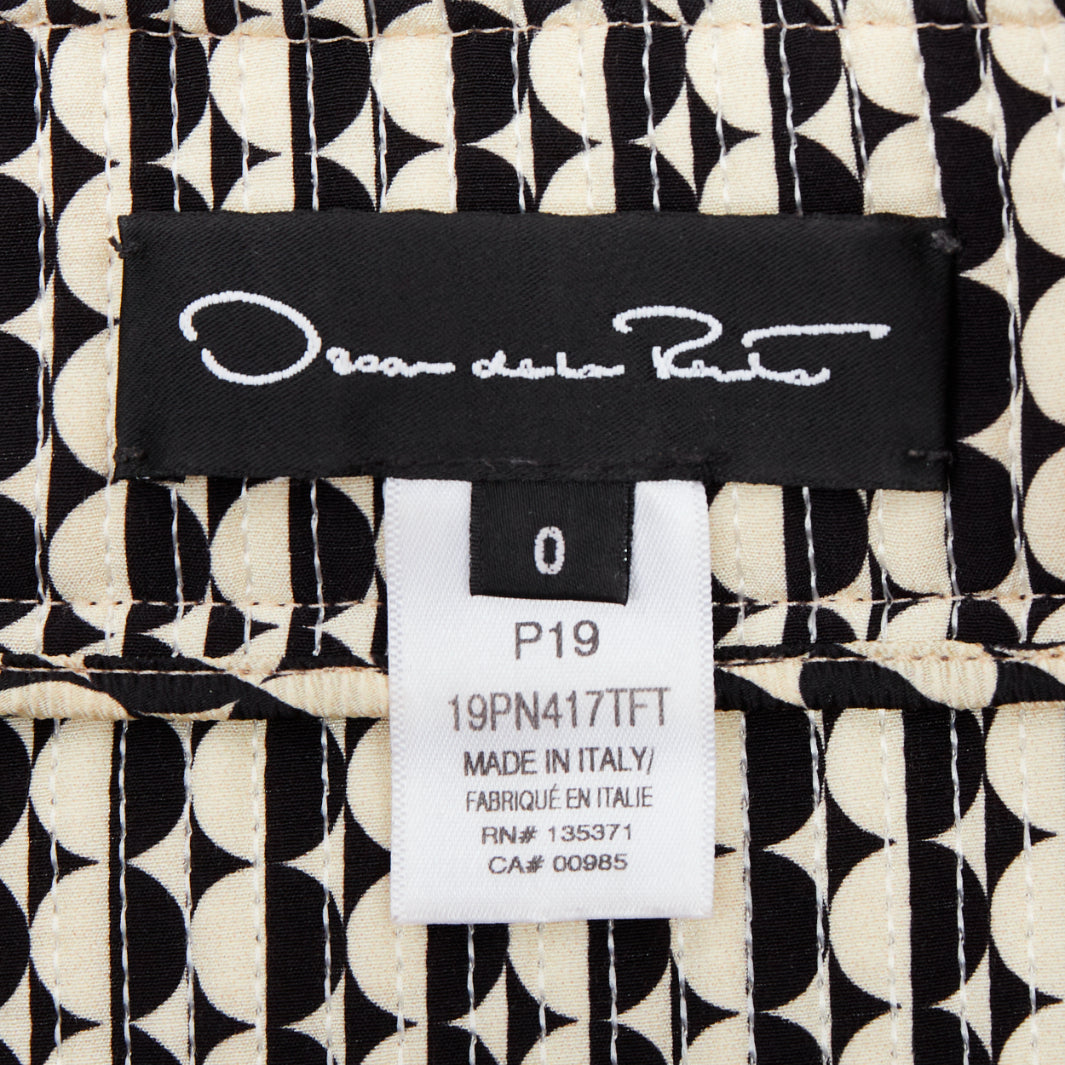 Oscar de la Renta
0
P19
19PN417TFT
MADE IN ITALY/
FABRIQUÉ EN ITALIE
RN# 135371
CA# 00985